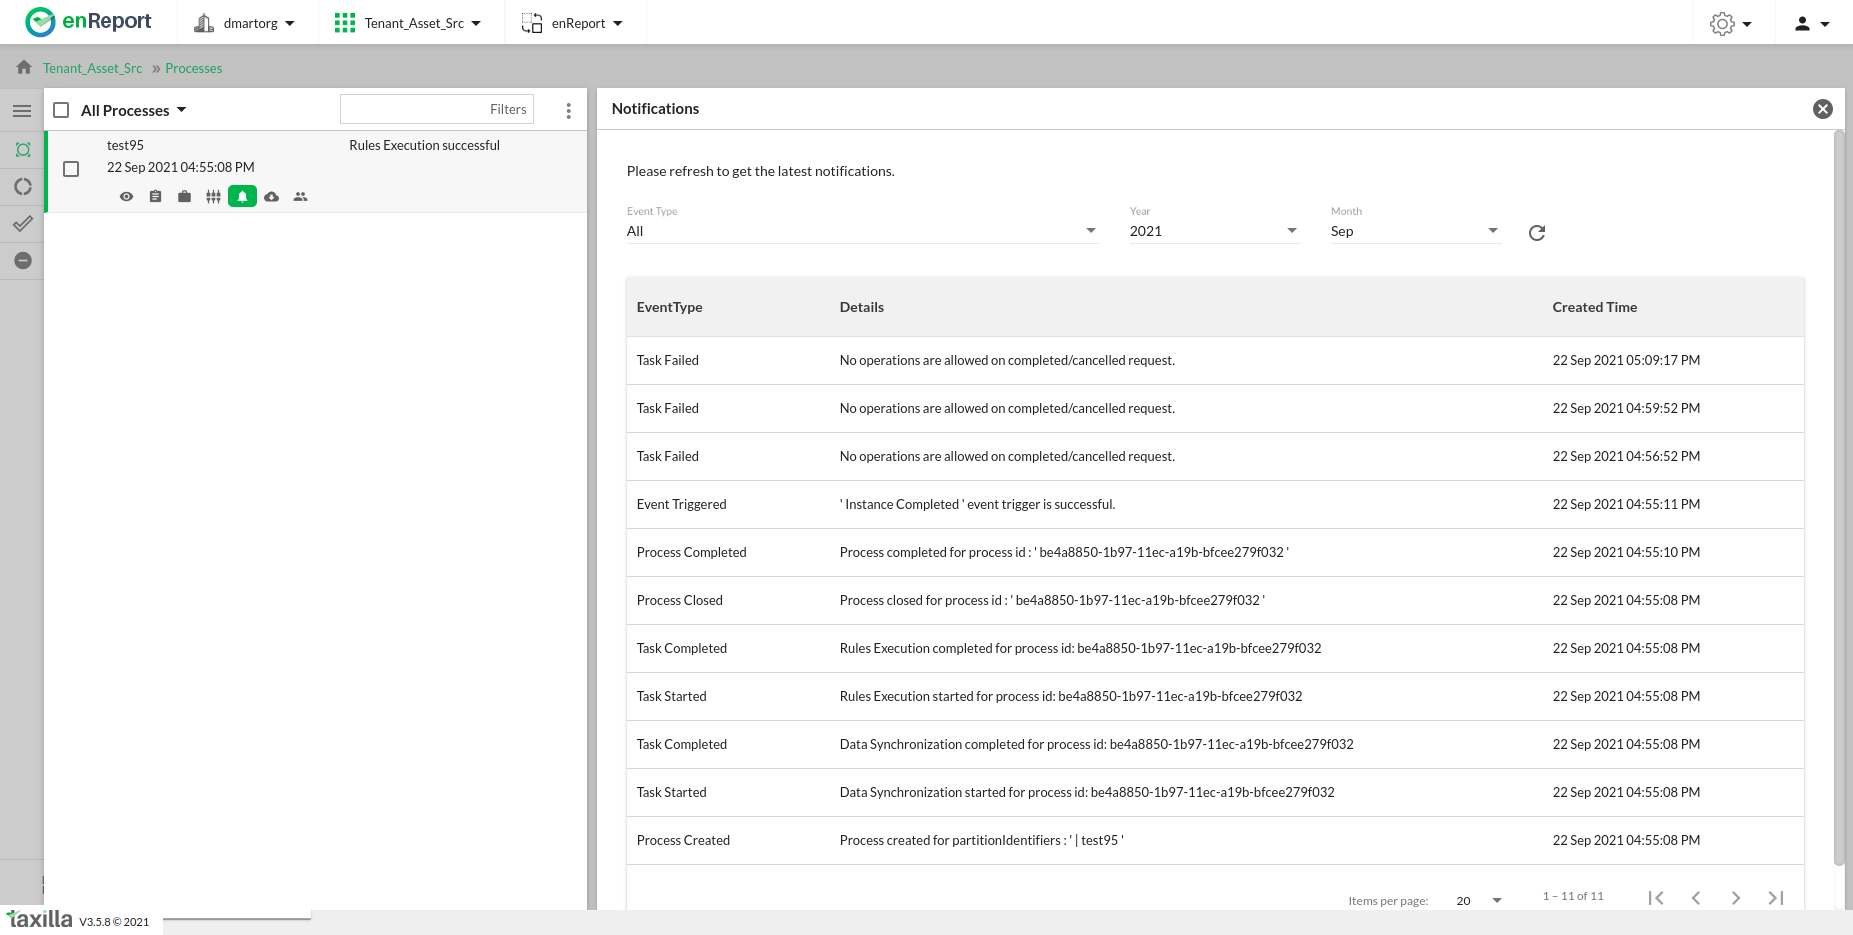 enReport dmartorg Tenant_Asset_Src enReport
Tenant_Asset_Src » Processes
All Processes Filters
test95 Rules Execution successful
22 Sep 2021 04:55:08 PM
Notifications
Please refresh to get the latest notifications.
Event Type Year Month
All 2021 Sep
EventType Details Created Time
Task Failed No operations are allowed on completed/cancelled request. 22 Sep 2021 05:09:17 PM
Task Failed No operations are allowed on completed/cancelled request. 22 Sep 2021 04:59:52 PM
Task Failed No operations are allowed on completed/cancelled request. 22 Sep 2021 04:56:52 PM
Event Triggered ' Instance Completed ' event trigger is successful. 22 Sep 2021 04:55:11 PM
Process Completed Process completed for process id : ' be4a8850-1b97-11ec-a19b-bfcee279f032 ' 22 Sep 2021 04:55:10 PM
Process Closed Process closed for process id : ' be4a8850-1b97-11ec-a19b-bfcee279f032 ' 22 Sep 2021 04:55:08 PM
Task Completed Rules Execution completed for process id: be4a8850-1b97-11ec-a19b-bfcee279f032 22 Sep 2021 04:55:08 PM
Task Started Rules Execution started for process id: be4a8850-1b97-11ec-a19b-bfcee279f032 22 Sep 2021 04:55:08 PM
Task Completed Data Synchronization completed for process id: be4a8850-1b97-11ec-a19b-bfcee279f032 22 Sep 2021 04:55:08 PM
Task Started Data Synchronization started for process id: be4a8850-1b97-11ec-a19b-bfcee279f032 22 Sep 2021 04:55:08 PM
Process Created Process created for partitionIdentifiers : ' | test95 ' 22 Sep 2021 04:55:08 PM
Items per page: 20 1 – 11 of 11
taxilla V3.5.8 © 2021